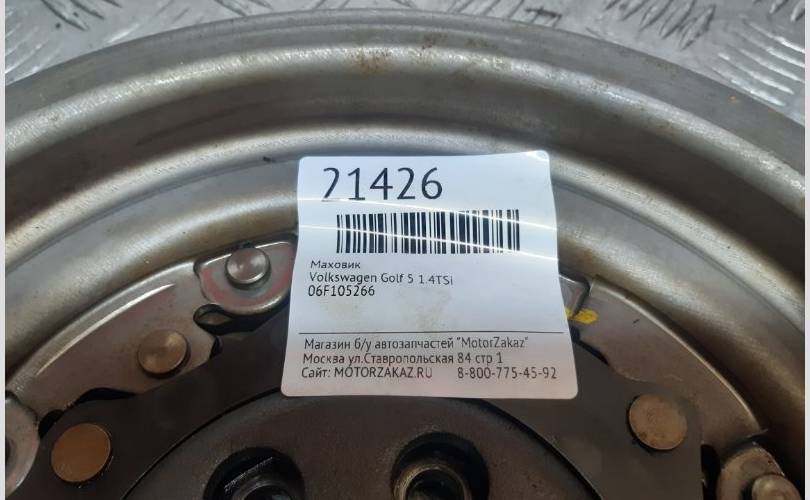 21426
Маховик
Volkswagen Golf 5 1.4TSi
06F105266
Магазин б/у автозапчастей "MotorZakaz"
Москва ул.Ставропольская 84 стр 1
Сайт: MOTORZAKAZ.RU 8-800-775-45-92